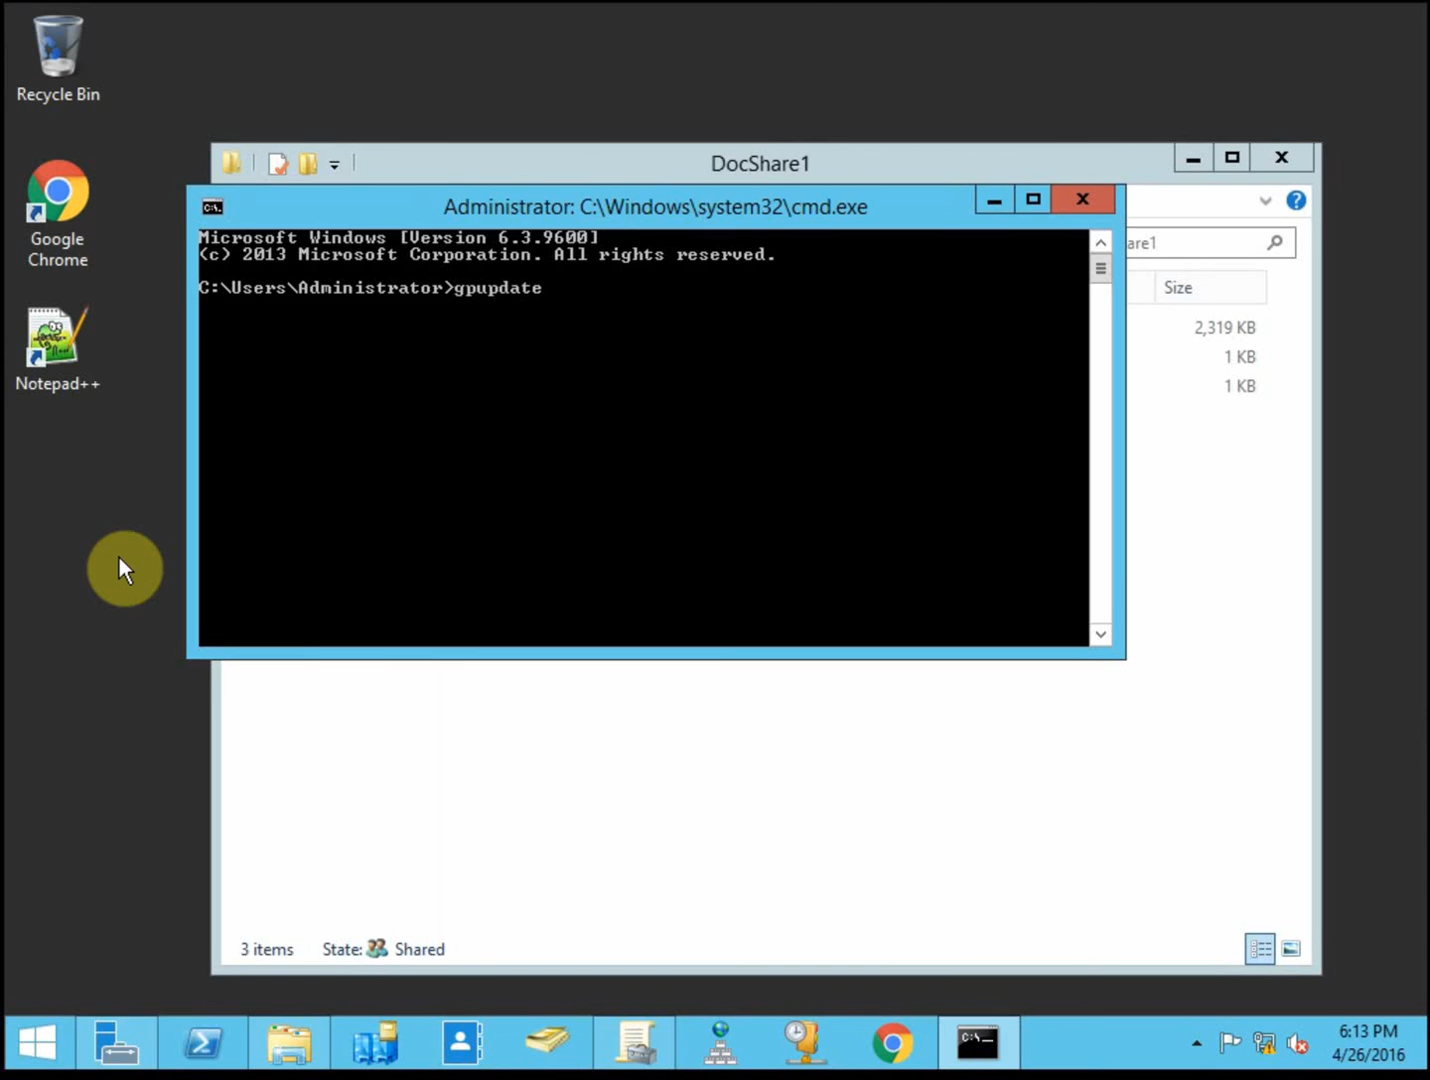 Recycle Bin
Google
Chrome
Notepad++
DocShare1
Administrator: C:\Windows\system32\cmd.exe
Microsoft Windows [Version 6.3.9600]
(c) 2013 Microsoft Corporation. All rights reserved.
C:\Users\Administrator>gpupdate
are1
Size
2,319 KB
1 KB
1 KB
3 items State: Shared
6:13 PM
4/26/2016